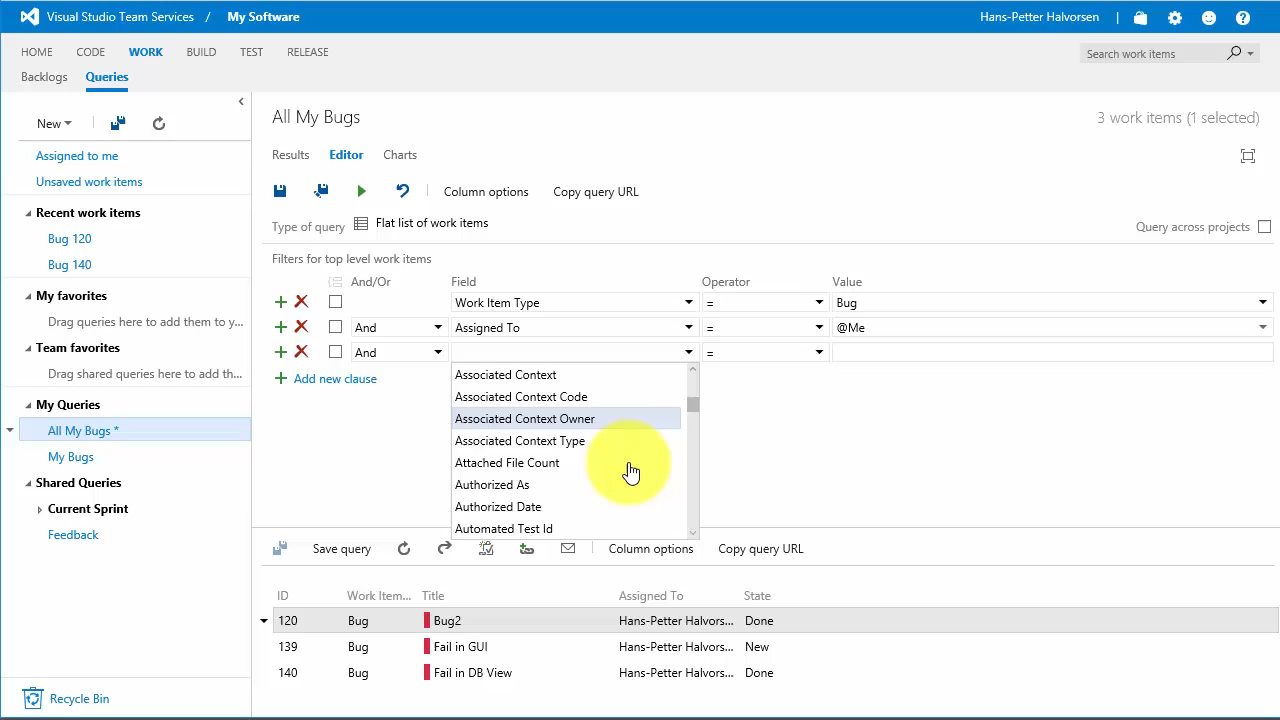 Visual Studio Team Services / My Software Hans-Petter Halvorsen
HOME CODE WORK BUILD TEST RELEASE
Search work items
Backlogs Queries
New
Assigned to me
Unsaved work items
Recent work items
Bug 120
Bug 140
My favorites
Drag queries here to add them to y...
Team favorites
Drag shared queries here to add th...
My Queries
All My Bugs *
My Bugs
Shared Queries
Current Sprint
Feedback
Recycle Bin
All My Bugs 3 work items (1 selected)
Results Editor Charts
Column options Copy query URL
Type of query Flat list of work items Query across projects
Filters for top level work items
And/Or Field Operator Value
Work Item Type = Bug
And Assigned To = @Me
And =
Add new clause
Associated Context
Associated Context Code
Associated Context Owner
Associated Context Type
Attached File Count
Authorized As
Authorized Date
Automated Test Id
Save query Column options Copy query URL
ID Work Item... Title Assigned To State
120 Bug Bug2 Hans-Petter Halvors... Done
139 Bug Fail in GUI Hans-Petter Halvors... New
140 Bug Fail in DB View Hans-Petter Halvors... Done